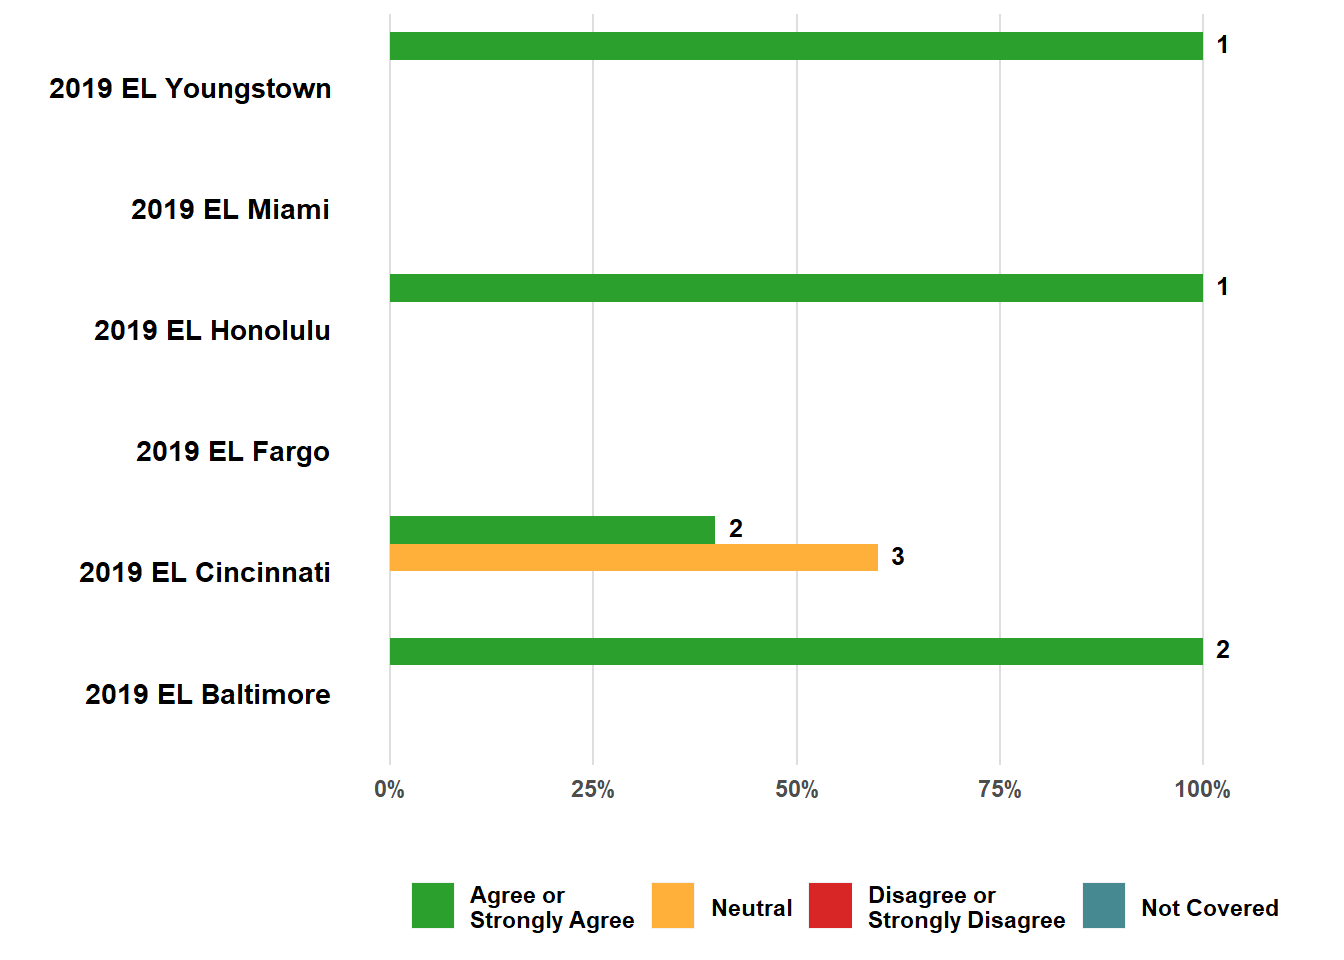 1
2019 EL Youngstown
2019 EL Miami
1
2019 EL Honolulu
2019 EL Fargo
2
3
2019 EL Cincinnati
2
2019 EL Baltimore
0% 25% 50% 75% 100%
Agree or
Strongly Agree
Neutral
Disagree or
Strongly Disagree
Not Covered